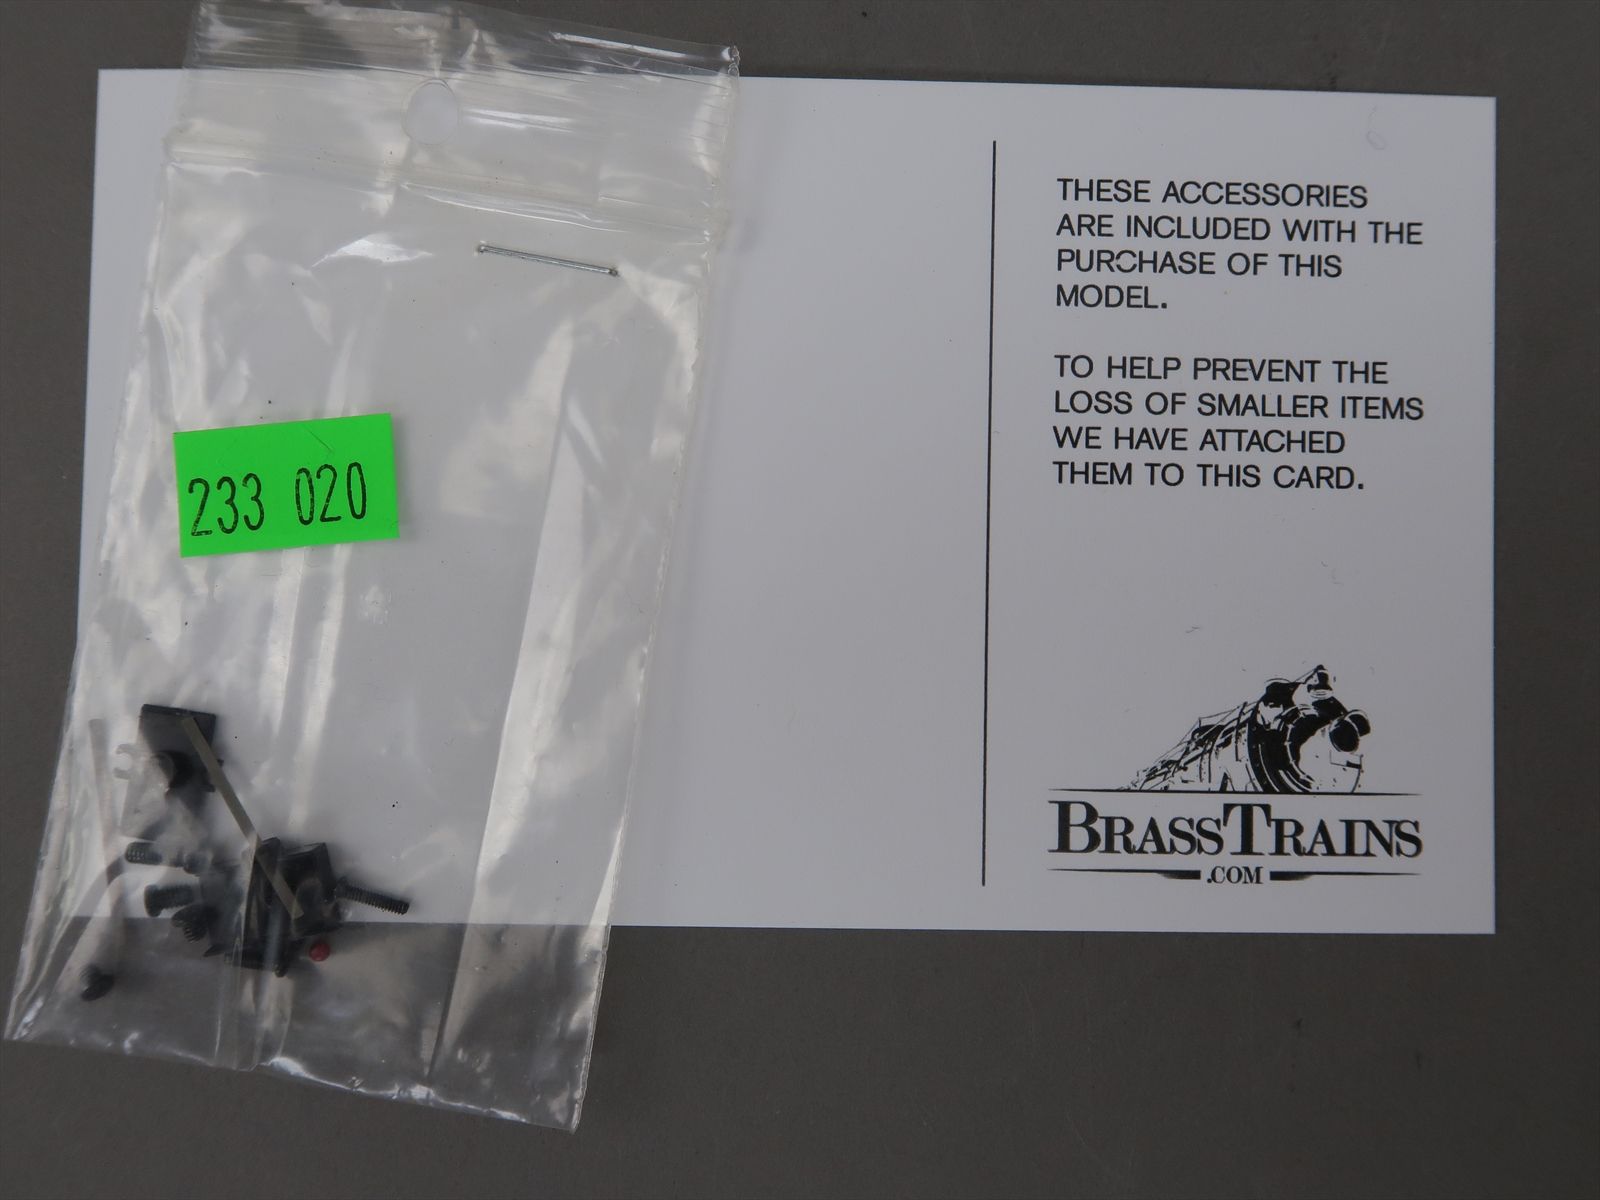 233 020
THESE ACCESSORIES
ARE INCLUDED WITH THE
PURCHASE OF THIS
MODEL.
TO HELP PREVENT THE
LOSS OF SMALLER ITEMS
WE HAVE ATTACHED
THEM TO THIS CARD.
BRASSTRAINS
.COM